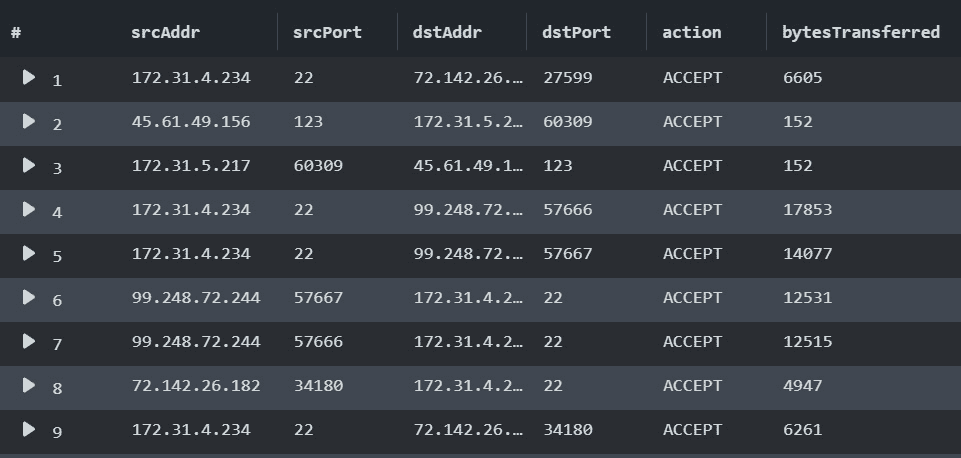 # srcAddr srcPort dstAddr dstPort action bytesTransferred
1 172.31.4.234 22 72.142.26.… 27599 ACCEPT 6605
2 45.61.49.156 123 172.31.5.2… 60309 ACCEPT 152
3 172.31.5.217 60309 45.61.49.1… 123 ACCEPT 152
4 172.31.4.234 22 99.248.72.… 57666 ACCEPT 17853
5 172.31.4.234 22 99.248.72.… 57667 ACCEPT 14077
6 99.248.72.244 57667 172.31.4.2… 22 ACCEPT 12531
7 99.248.72.244 57666 172.31.4.2… 22 ACCEPT 12515
8 72.142.26.182 34180 172.31.4.2… 22 ACCEPT 4947
9 172.31.4.234 22 72.142.26.… 34180 ACCEPT 6261